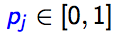 pⱼ ∈ [0, 1]